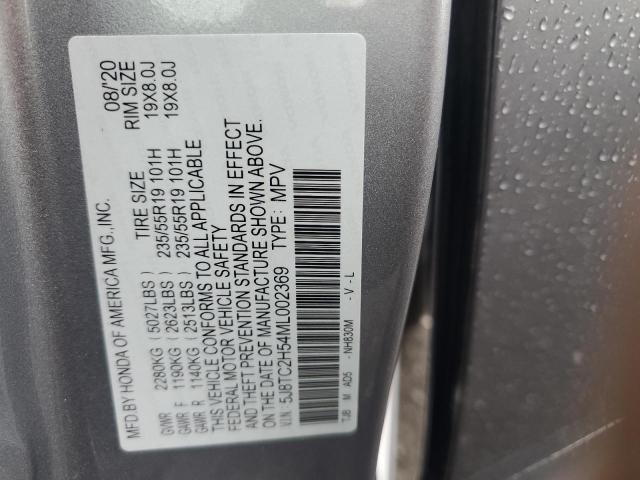 MFD.BY HONDA OF AMERICA MFG.,INC. 08/'20
TIRE SIZE RIM SIZE
GVWR 2280KG (5027LBS)
GAWR F 1190KG (2623LBS) 235/55R19 101H 19X8.0J
GAWR R 1140KG (2513LBS) 235/55R19 101H 19X8.0J
THIS VEHICLE CONFORMS TO ALL APPLICABLE
FEDERAL MOTOR VEHICLE SAFETY
AND THEFT PREVENTION STANDARDS IN EFFECT
ON THE DATE OF MANUFACTURE SHOWN ABOVE.
V.I.N. 5J8TC2H54ML002369 TYPE: MPV
TJB M AD5 -NH830M -V-L